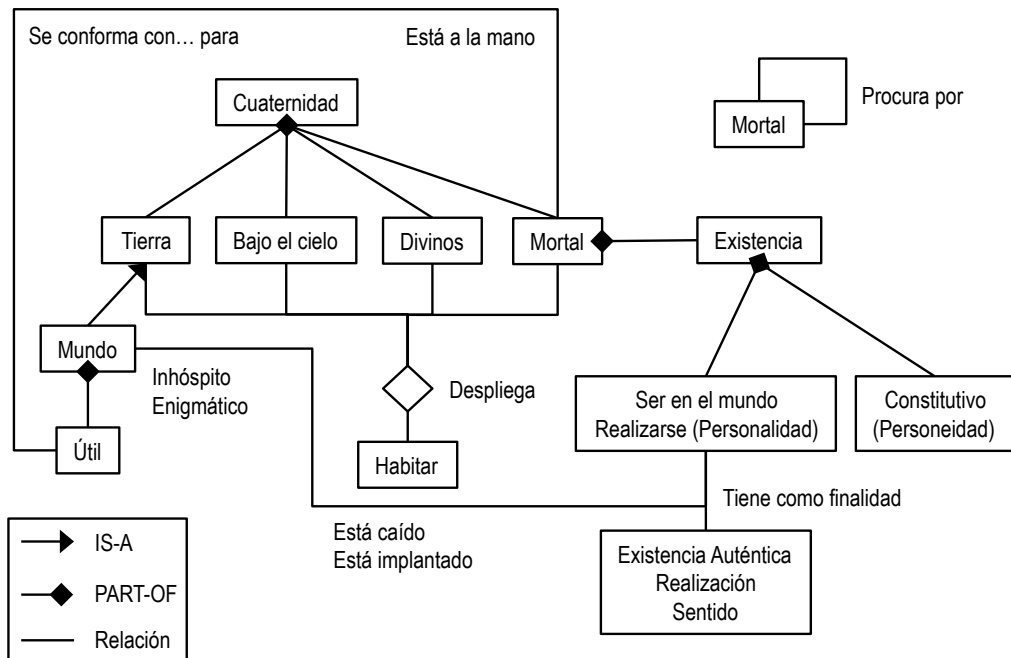 Se conforma con… para
Está a la mano
Cuaternidad
Procura por
Mortal
Tierra
Bajo el cielo
Divinos
Mortal
Existencia
Mundo
Inhóspito
Enigmático
Despliega
Ser en el mundo
Realizarse (Personalidad)
Constitutivo
(Personeidad)
Útil
Habitar
Tiene como finalidad
Está caído
Está implantado
Existencia Auténtica
Realización
Sentido
IS-A
PART-OF
Relación